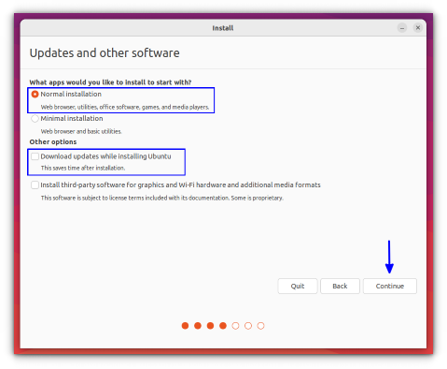 Install
Updates and other software
What apps would you like to install to start with?
Normal installation
Web browser, utilities, office software, games, and media players.
Minimal installation
Web browser and basic utilities.
Other options
Download updates while installing Ubuntu
This saves time after installation.
Install third-party software for graphics and Wi-Fi hardware and additional media formats
This software is subject to license terms included with its documentation. Some is proprietary.
Quit
Back
Continue